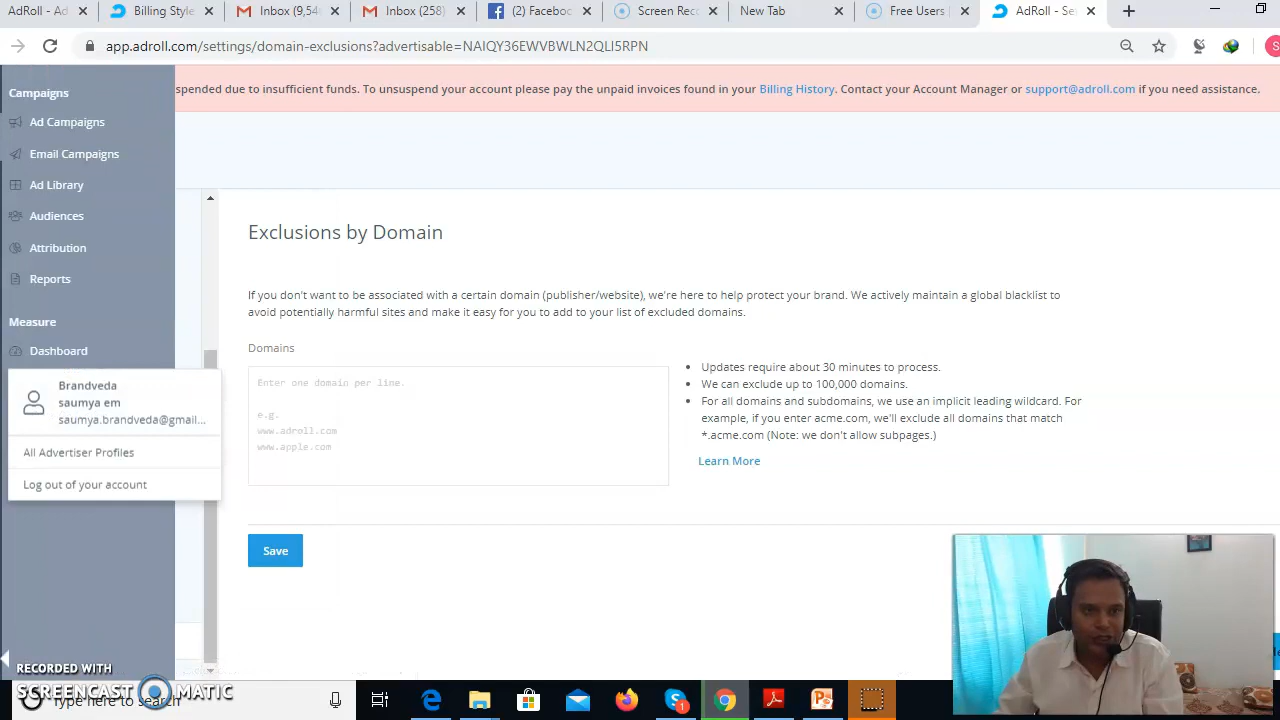 AdRoll - Ad
Billing Style
Inbox (9,54
Inbox (258)
(2) Faceboc
Screen Rec
New Tab
Free Users |
AdRoll - Se
app.adroll.com/settings/domain-exclusions?advertisable=NAIQY36EWVBWLN2QLI5RPN
spended due to insufficient funds. To unsuspend your account please pay the unpaid invoices found in your Billing History. Contact your Account Manager or support@adroll.com if you need assistance.
Campaigns
Ad Campaigns
Email Campaigns
Ad Library
Audiences
Attribution
Reports
Measure
Dashboard
Brandveda
saumya em
saumya.brandveda@gmail...
All Advertiser Profiles
Log out of your account
Exclusions by Domain
If you don't want to be associated with a certain domain (publisher/website), we're here to help protect your brand. We actively maintain a global blacklist to
avoid potentially harmful sites and make it easy for you to add to your list of excluded domains.
Domains
Enter one domain per line.
e.g.
www.adroll.com
www.apple.com
Updates require about 30 minutes to process.
We can exclude up to 100,000 domains.
For all domains and subdomains, we use an implicit leading wildcard. For
example, if you enter acme.com, we'll exclude all domains that match
*.acme.com (Note: we don't allow subpages.)
Learn More
Save
RECORDED WITH
SCREENCAST MATIC
Type here to search